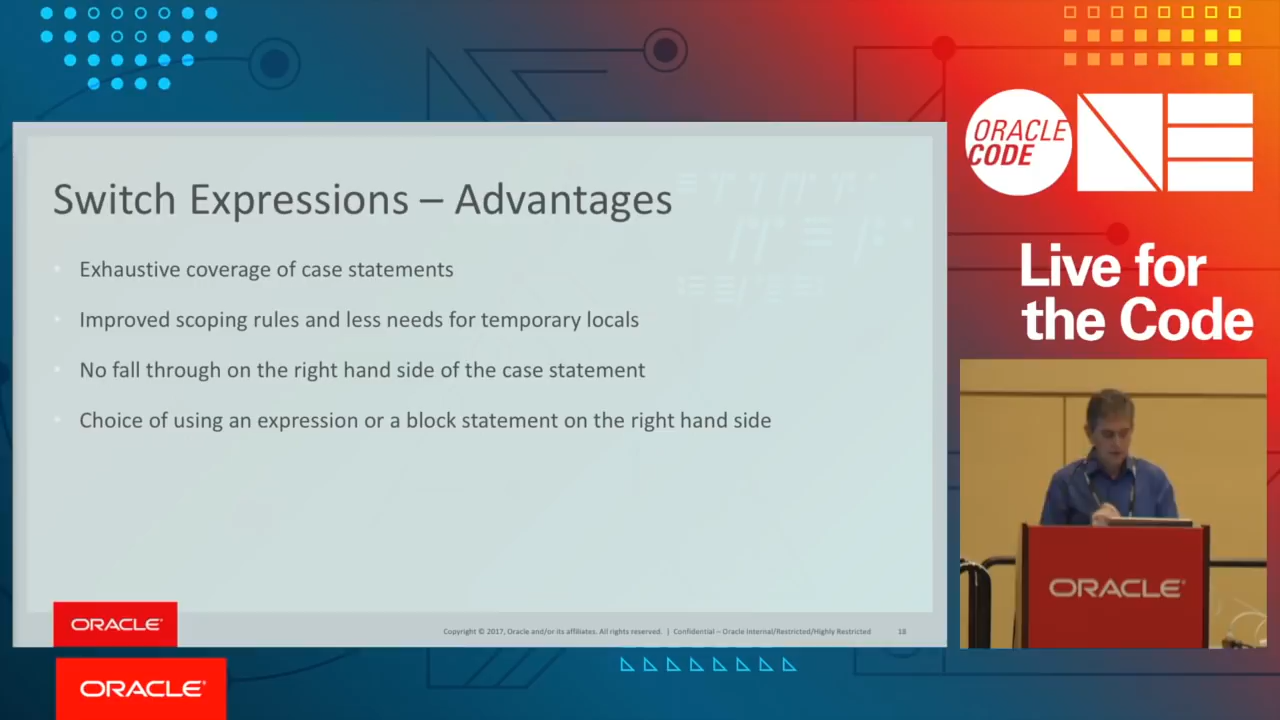 Switch Expressions – Advantages
Exhaustive coverage of case statements
Improved scoping rules and less needs for temporary locals
No fall through on the right hand side of the case statement
Choice of using an expression or a block statement on the right hand side
ORACLE®
Copyright © 2017, Oracle and/or its affiliates. All rights reserved. | Confidential – Oracle Internal/Restricted/Highly Restricted 18
ORACLE®
ORACLE
CODE
ONE
Live for
the Code
ORACLE®